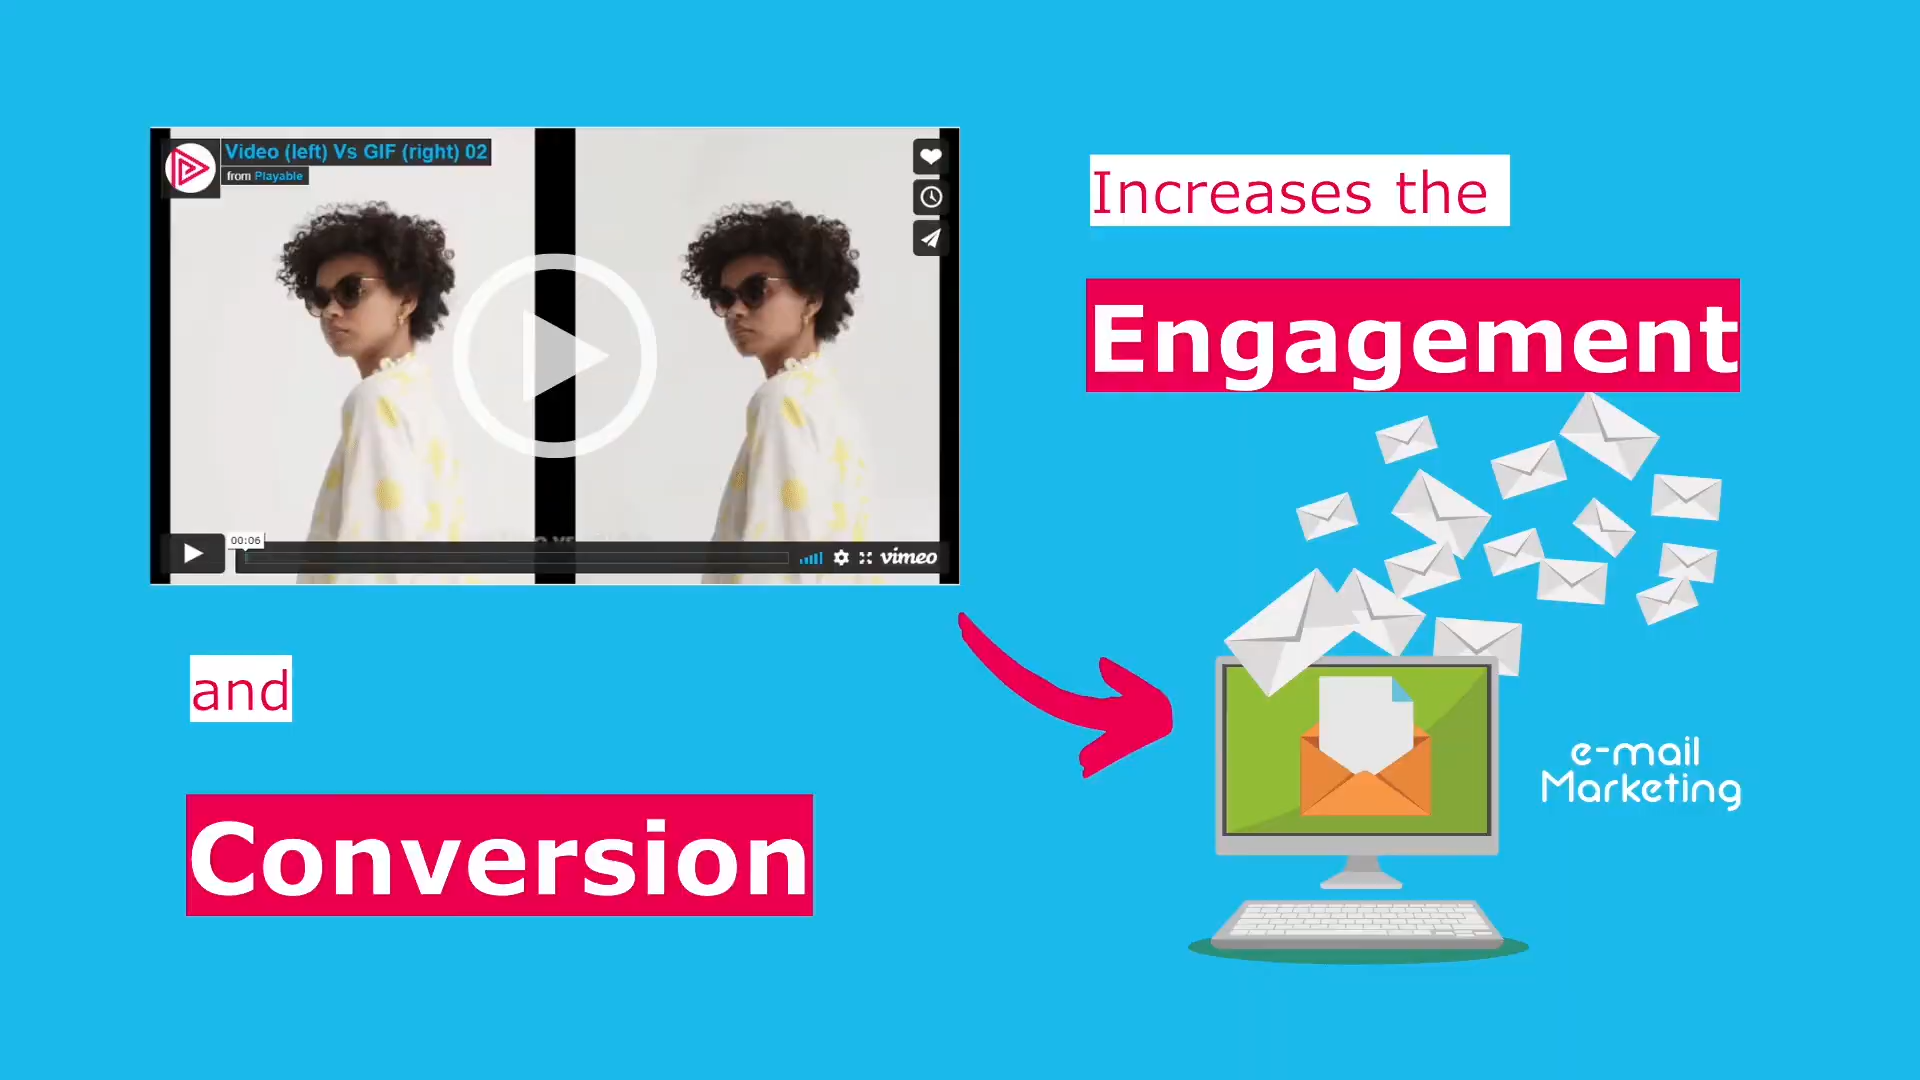 Video (left) Vs GIF (right) 02
from Playable
00:06
vimeo
Increases the
Engagement
and
Conversion
e-mail
Marketing